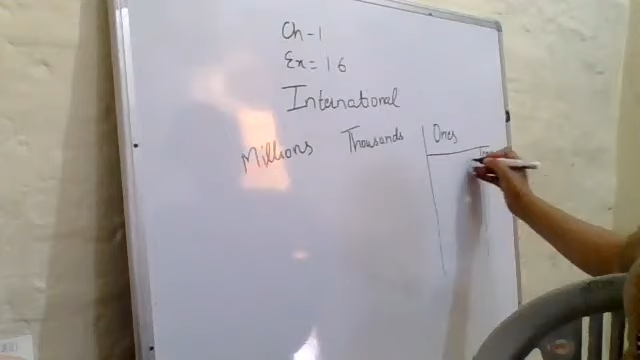 Ch-1
Ex = 1.6
International
Millions Thousands Ones